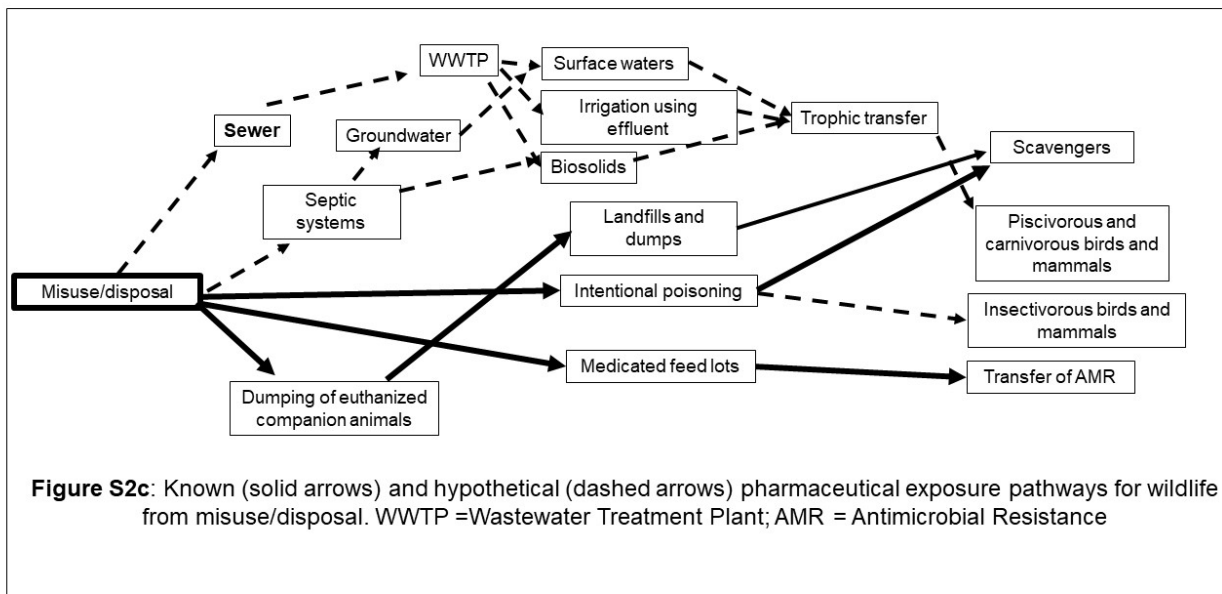 WWTP
Surface waters
Irrigation using
effluent
Trophic transfer
Sewer
Groundwater
Scavengers
Biosolids
Septic
systems
Landfills and
dumps
Piscivorous and
carnivorous birds and
mammals
Misuse/disposal
Intentional poisoning
Insectivorous birds and
mammals
Medicated feed lots
Transfer of AMR
Dumping of euthanized
companion animals
Figure S2c: Known (solid arrows) and hypothetical (dashed arrows) pharmaceutical exposure pathways for wildlife
from misuse/disposal. WWTP =Wastewater Treatment Plant; AMR = Antimicrobial Resistance